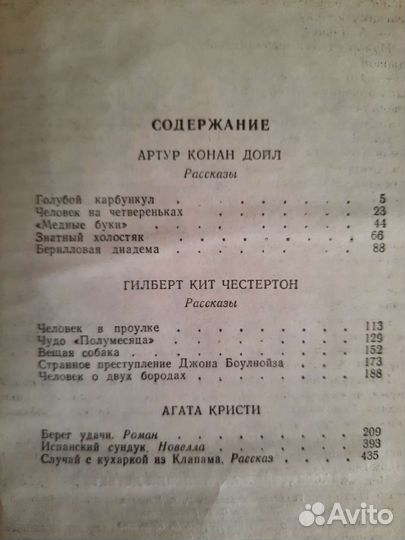 СОДЕРЖАНИЕ
АРТУР КОНАН ДОЙЛ
Рассказы
Голубой карбункул . . . . . . . . . 5
Человек на четвереньках . . . . . . . 23
«Медные буки» . . . . . . . . . . 44
Знатный холостяк . . . . . . . . . 66
Берилловая диадема . . . . . . . . 88
ГИЛБЕРТ КИТ ЧЕСТЕРТОН
Рассказы
Человек в проулке . . . . . . . . . 113
Чудо «Полумесяца» . . . . . . . . . 129
Вещая собака . . . . . . . . . . 152
Странное преступление Джона Боулнойза . . . . 173
Человек о двух бородах . . . . . . . . 188
АГАТА КРИСТИ
Берег удачи. Роман . . . . . . . . . 209
Испанский сундук. Новелла . . . . . . . 393
Случай с кухаркой из Клапама. Рассказ . . . . 435
Avito